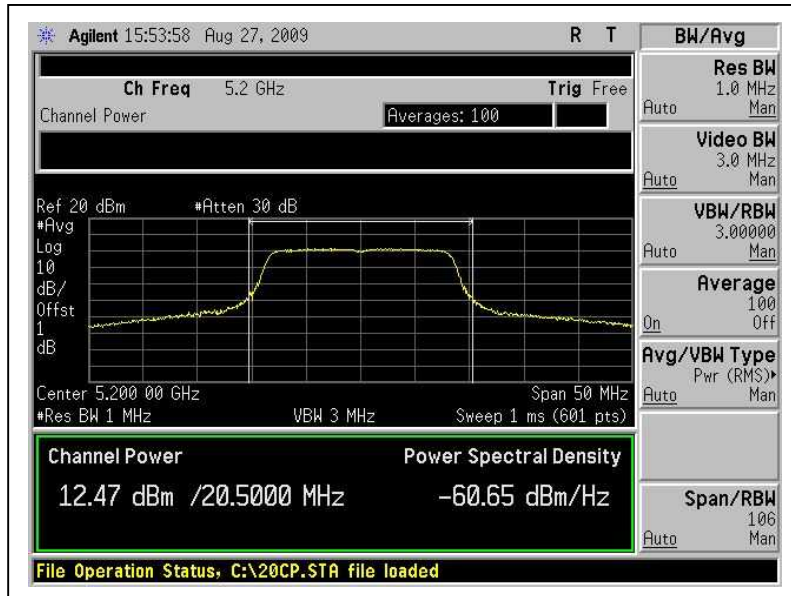 Agilent 15:53:58 Aug 27, 2009 R T
BW/Avg
Ch Freq 5.2 GHz Trig Free
Channel Power Averages: 100
Ref 20 dBm #Atten 30 dB
#Avg
Log
10
dB/
Offst
1
dB
Center 5.200 00 GHz Span 50 MHz
#Res BW 1 MHz VBW 3 MHz Sweep 1 ms (601 pts)
Channel Power Power Spectral Density
12.47 dBm /20.5000 MHz -60.65 dBm/Hz
File Operation Status, C:\20CP.STA file loaded
Res BW
1.0 MHz
Auto Man
Video BW
3.0 MHz
Auto Man
VBW/RBW
3.00000
Auto Man
Average
100
On Off
Avg/VBW Type
Pwr (RMS)▸
Auto Man
Span/RBW
106
Auto Man